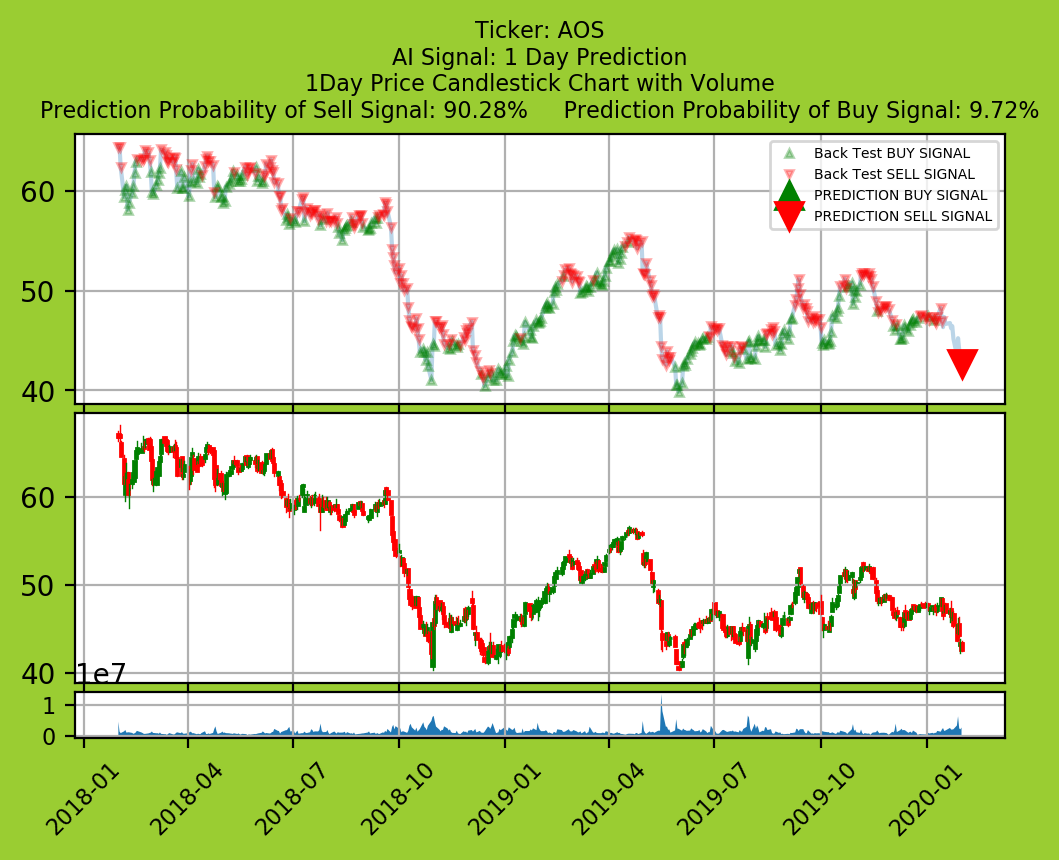 Ticker: AOS
AI Signal: 1 Day Prediction
1Day Price Candlestick Chart with Volume
Prediction Probability of Sell Signal: 90.28% Prediction Probability of Buy Signal: 9.72%
Back Test BUY SIGNAL
Back Test SELL SIGNAL
PREDICTION BUY SIGNAL
PREDICTION SELL SIGNAL
60
50
40
60
50
40
1e7
1
0
2018-01
2018-04
2018-07
2018-10
2019-01
2019-04
2019-07
2019-10
2020-01